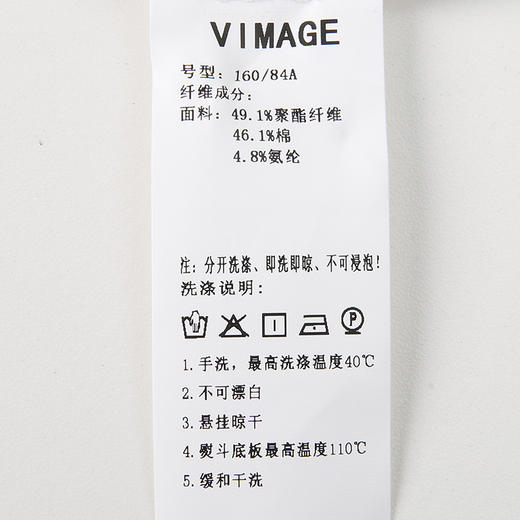 VIMAGE
号型：160/84A
纤维成分：
面料：49.1%聚酯纤维
46.1%棉
4.8%氨纶
注：分开洗涤、即洗即晾、不可浸泡！
洗涤说明：
P
1.手洗，最高洗涤温度40℃
2.不可漂白
3.悬挂晾干
4.熨斗底板最高温度110℃
5.缓和干洗